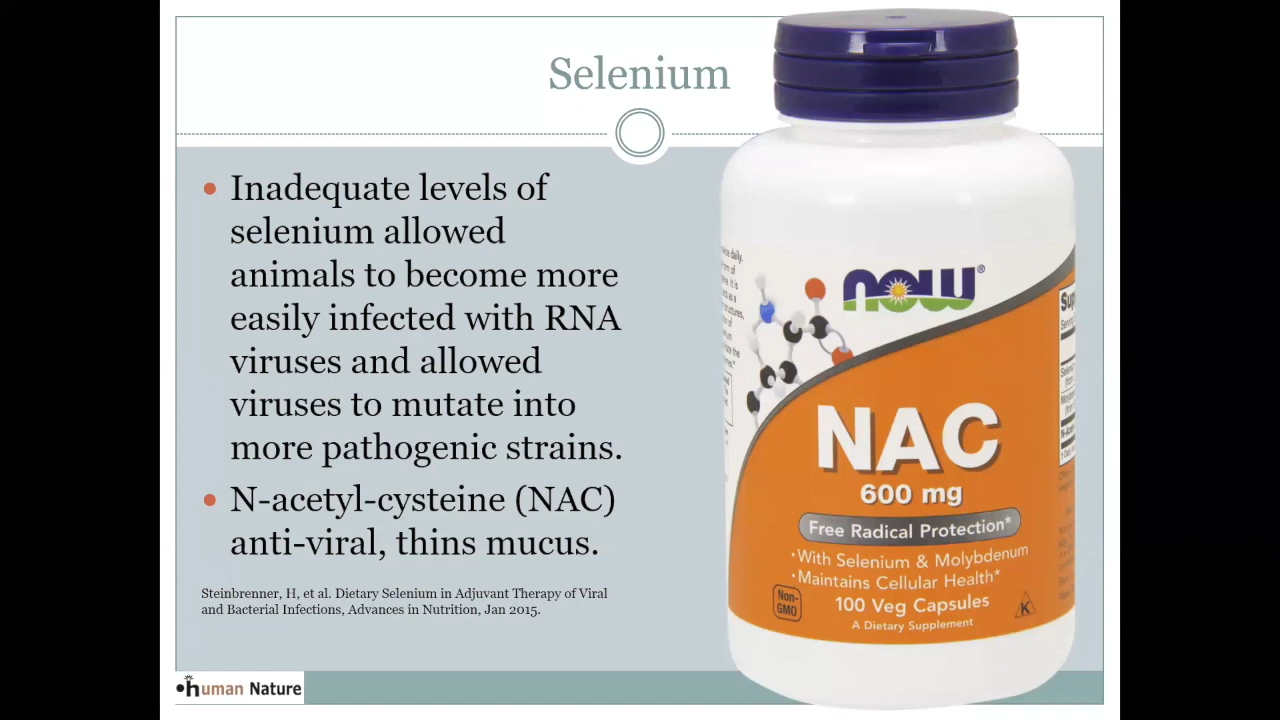 Selenium
• Inadequate levels of
selenium allowed
animals to become more
easily infected with RNA
viruses and allowed
viruses to mutate into
more pathogenic strains.
• N-acetyl-cysteine (NAC)
anti-viral, thins mucus.
Steinbrenner, H, et al. Dietary Selenium in Adjuvant Therapy of Viral
and Bacterial Infections, Advances in Nutrition, Jan 2015.
human Nature
now®
NAC
600 mg
Free Radical Protection*
•With Selenium & Molybdenum
•Maintains Cellular Health*
Non-
GMO
100 Veg Capsules
A Dietary Supplement
K